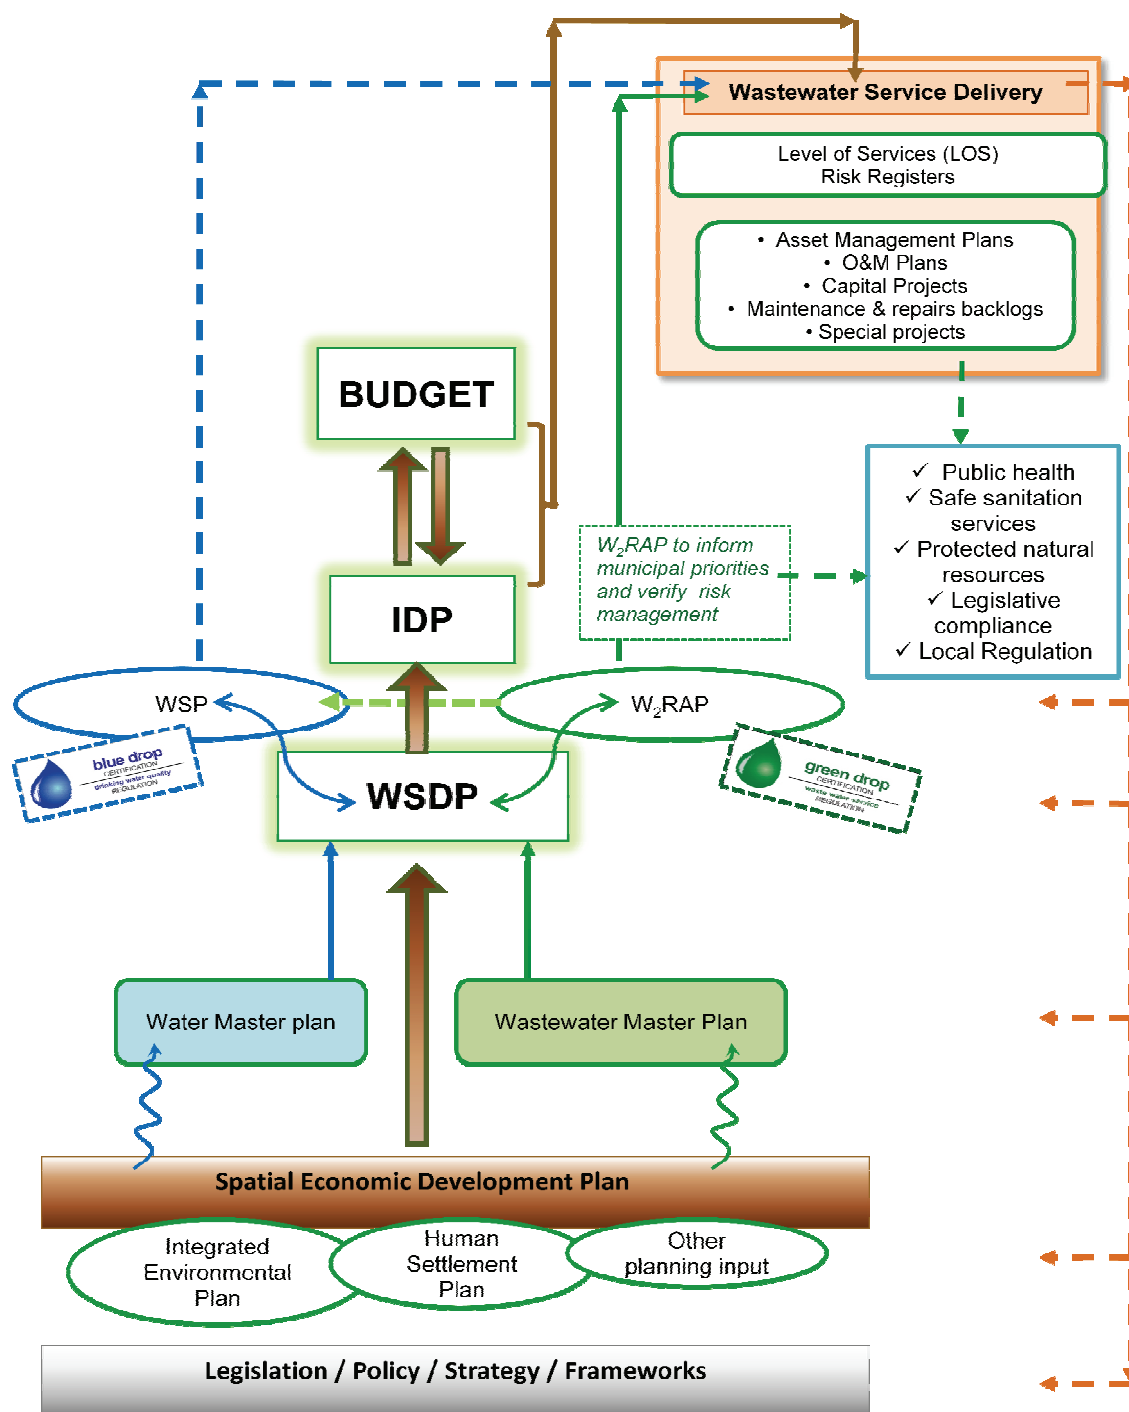 Wastewater Service Delivery
Level of Services (LOS)
Risk Registers
• Asset Management Plans
• O&M Plans
• Capital Projects
• Maintenance & repairs backlogs
• Special projects
BUDGET
✓ Public health
✓ Safe sanitation
services
✓ Protected natural
resources
✓ Legislative
compliance
✓ Local Regulation
W₂RAP to inform
municipal priorities
and verify risk
management
IDP
WSP
W₂RAP
blue drop
CERTIFICATION
drinking water quality
REGULATION
WSDP
green drop
CERTIFICATION
waste water service
REGULATION
Water Master plan
Wastewater Master Plan
Spatial Economic Development Plan
Integrated
Environmental
Plan
Human
Settlement
Plan
Other
planning input
Legislation / Policy / Strategy / Frameworks